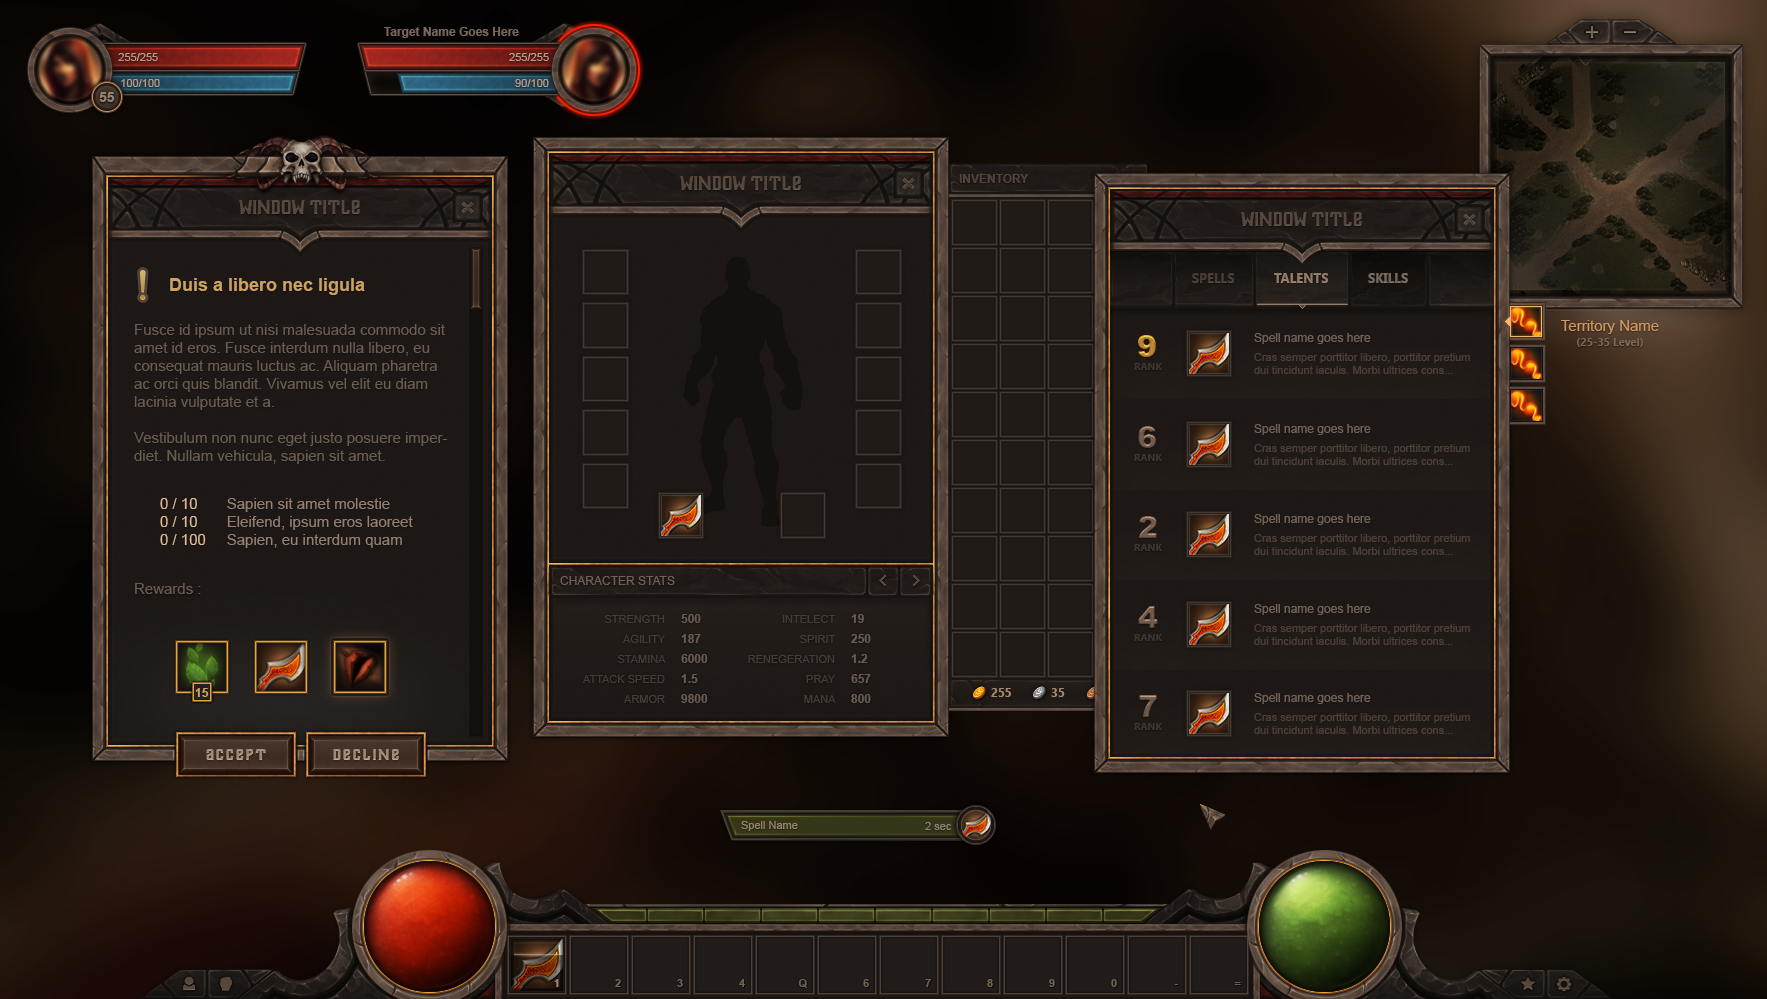 Target Name Goes Here
255/255
100/100
55
255/255
90/100
WINDOW TITLE
Duis a libero nec ligula
Fusce id ipsum ut nisi malesuada commodo sit
amet id eros. Fusce interdum nulla libero, eu
consequat mauris luctus ac. Aliquam pharetra
ac orci quis blandit. Vivamus vel elit eu diam
lacinia vulputate et a.
Vestibulum non nunc eget justo posuere imper-
diet. Nullam vehicula, sapien sit amet.
0 / 10 Sapien sit amet molestie
0 / 10 Eleifend, ipsum eros laoreet
0 / 100 Sapien, eu interdum quam
Rewards :
15
ACCEPT
DECLINE
WINDOW TITLE
CHARACTER STATS
STRENGTH 500 INTELECT 19
AGILITY 187 SPIRIT 250
STAMINA 6000 RENEGERATION 1.2
ATTACK SPEED 1.5 PRAY 657
ARMOR 9800 MANA 800
INVENTORY
255 35
WINDOW TITLE
SPELLS TALENTS SKILLS
9
RANK
Spell name goes here
Cras semper porttitor libero, porttitor pretium
dui tincidunt iaculis. Morbi ultrices cons...
6
RANK
Spell name goes here
Cras semper porttitor libero, porttitor pretium
dui tincidunt iaculis. Morbi ultrices cons...
2
RANK
Spell name goes here
Cras semper porttitor libero, porttitor pretium
dui tincidunt iaculis. Morbi ultrices cons...
4
RANK
Spell name goes here
Cras semper porttitor libero, porttitor pretium
dui tincidunt iaculis. Morbi ultrices cons...
7
RANK
Spell name goes here
Cras semper porttitor libero, porttitor pretium
dui tincidunt iaculis. Morbi ultrices cons...
Territory Name
(25-35 Level)
Spell Name 2 sec
1 2 3 4 Q 6 7 8 9 0 - =